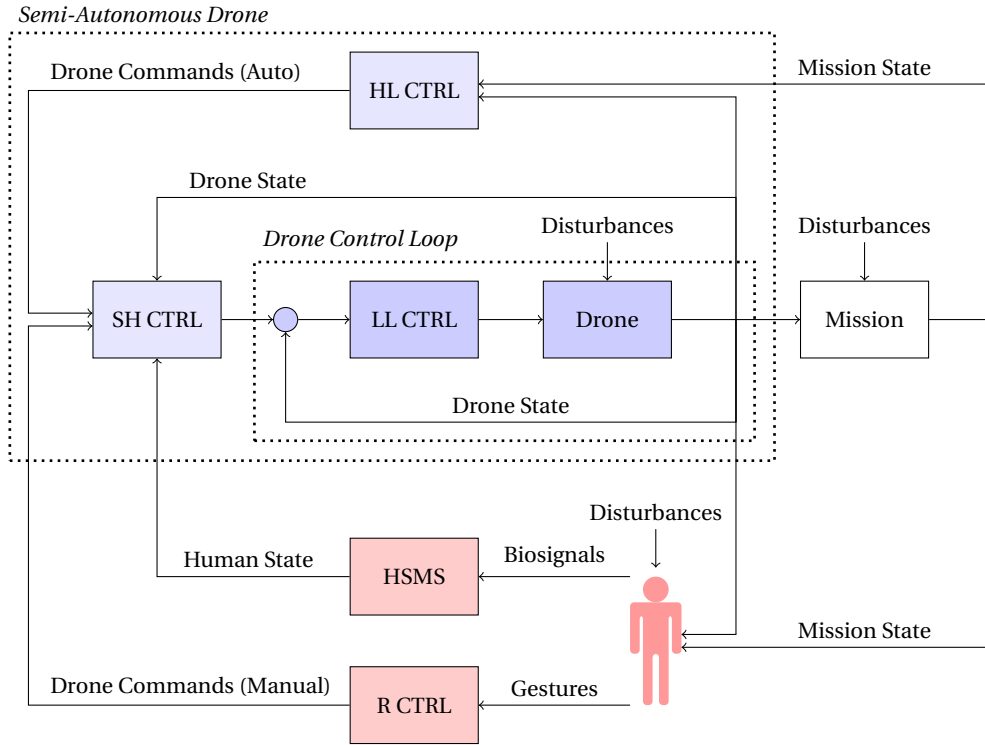 Semi-Autonomous Drone
Drone Commands (Auto)
HL CTRL
Mission State
Drone State
Disturbances
Disturbances
Drone Control Loop
SH CTRL
LL CTRL
Drone
Mission
Drone State
Disturbances
Human State
HSMS
Biosignals
Mission State
Drone Commands (Manual)
R CTRL
Gestures